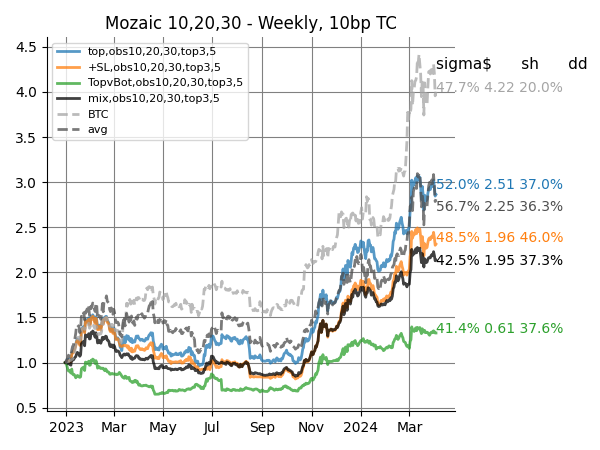 Mozaic 10,20,30 - Weekly, 10bp TC
top,obs10,20,30,top3,5
+SL,obs10,20,30,top3,5
TopvBot,obs10,20,30,top3,5
mix,obs10,20,30,top3,5
BTC
avg
sigma$ sh dd
47.7% 4.22 20.0%
52.0% 2.51 37.0%
56.7% 2.25 36.3%
48.5% 1.96 46.0%
42.5% 1.95 37.3%
41.4% 0.61 37.6%
4.5
4.0
3.5
3.0
2.5
2.0
1.5
1.0
0.5
2023 Mar May Jul Sep Nov 2024 Mar